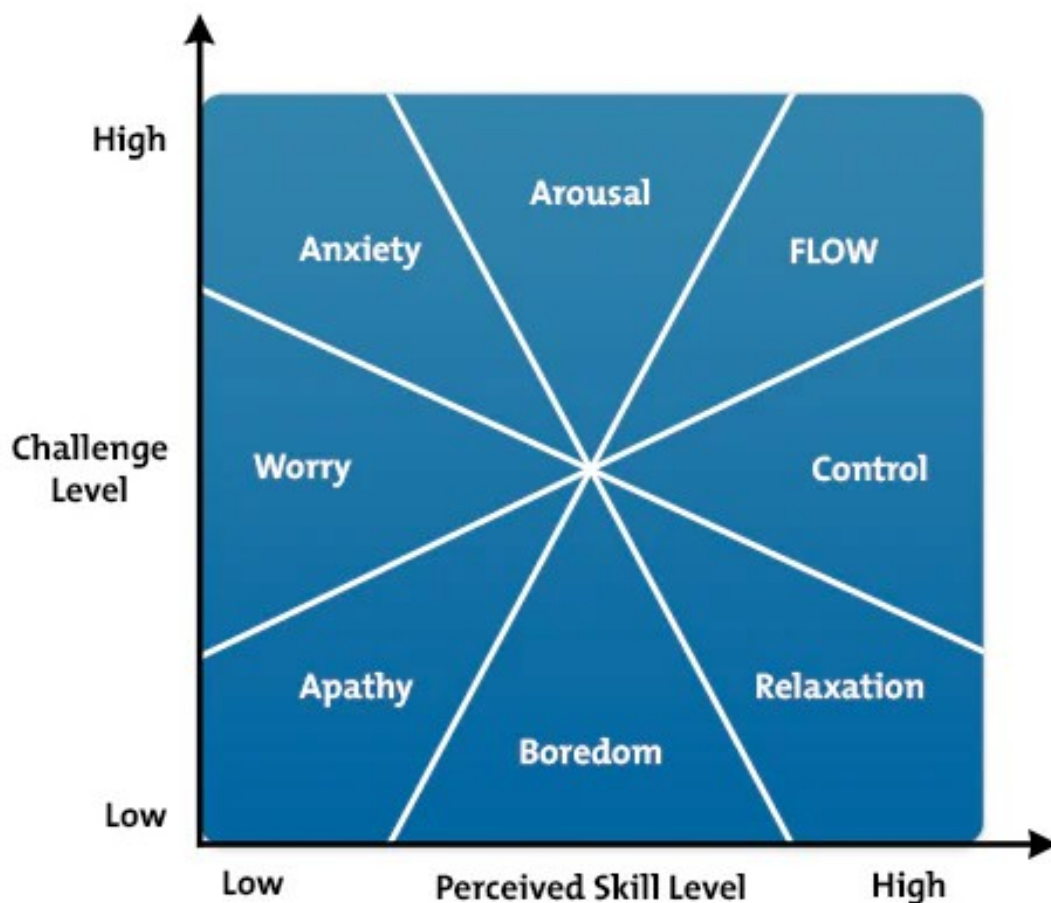 High
Arousal
Anxiety
FLOW
Challenge
Level
Worry
Control
Apathy
Relaxation
Boredom
Low
Low
Perceived Skill Level
High